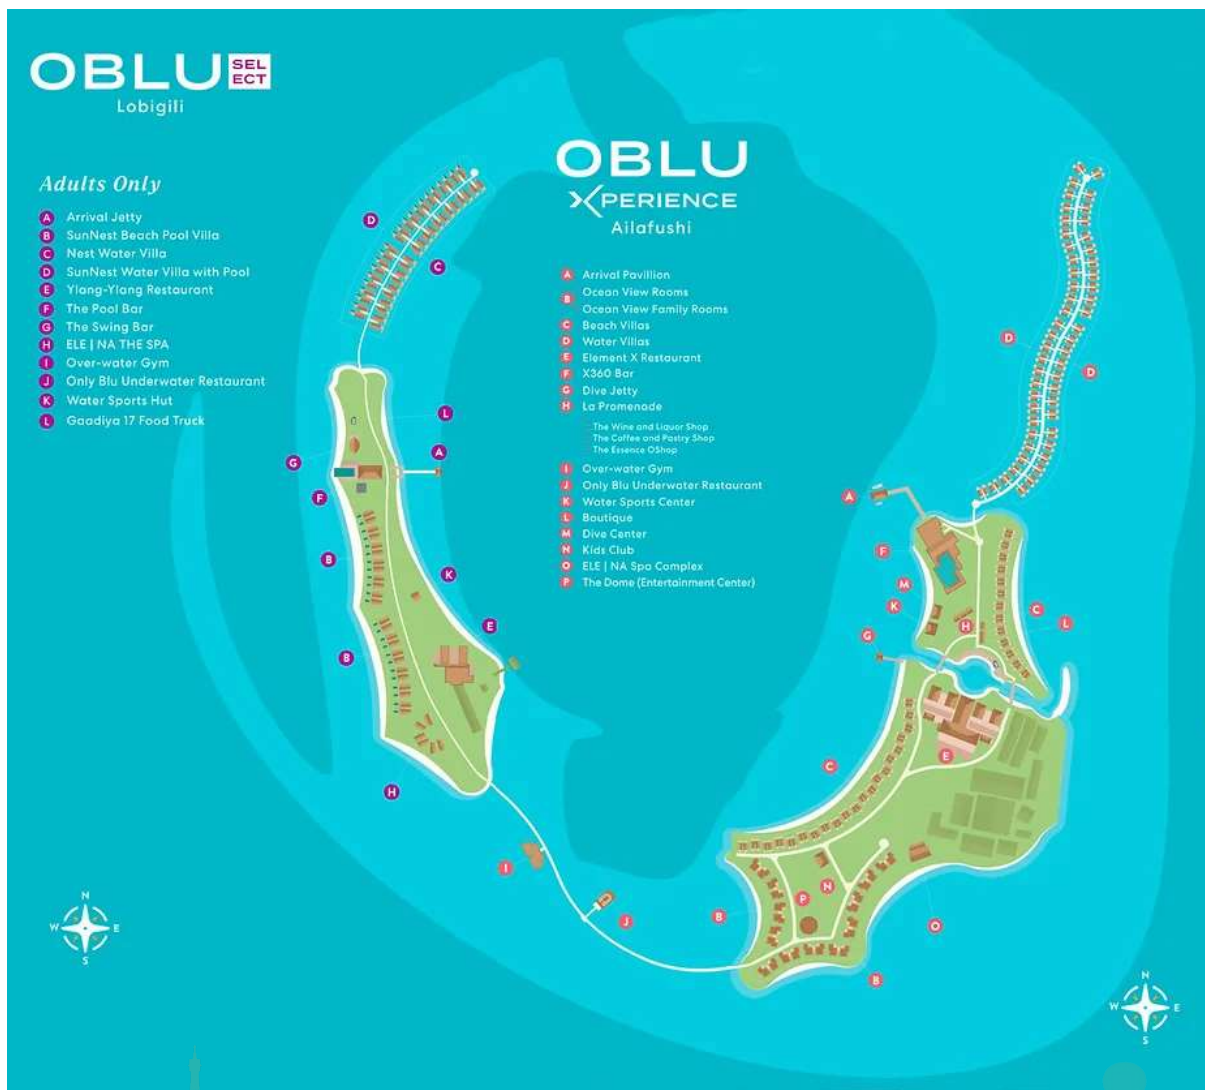 OBLU SELECT
Lobigili
Adults Only
A Arrival Jetty
B SunNest Beach Pool Villa
C Nest Water Villa
D SunNest Water Villa with Pool
E Ylang-Ylang Restaurant
F The Pool Bar
G The Swing Bar
H ELE | NA THE SPA
I Over-water Gym
J Only Blu Underwater Restaurant
K Water Sports Hut
L Gaadiya 17 Food Truck
OBLU
XPERIENCE
Ailafushi
A Arrival Pavillion
B Ocean View Rooms
Ocean View Family Rooms
C Beach Villas
D Water Villas
E Element X Restaurant
F X360 Bar
G Dive Jetty
H La Promenade
The Wine and Liquor Shop
The Coffee and Pastry Shop
The Essence OShop
I Over-water Gym
J Only Blu Underwater Restaurant
K Water Sports Center
L Boutique
M Dive Center
N Kids Club
O ELE | NA Spa Complex
P The Dome (Entertainment Center)
D
C
L
A
G
F
B
K
E
B
H
I
J
D
D
A
F
M
K
H
C
L
G
E
C
N
P
B
O
B
N
W E
S
N
W E
S